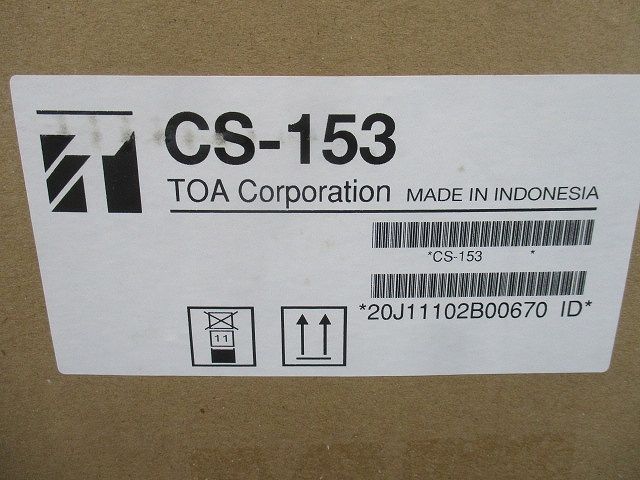 CS-153
TOA Corporation MADE IN INDONESIA
*CS-153 *
*20J11102B00670 ID*
11